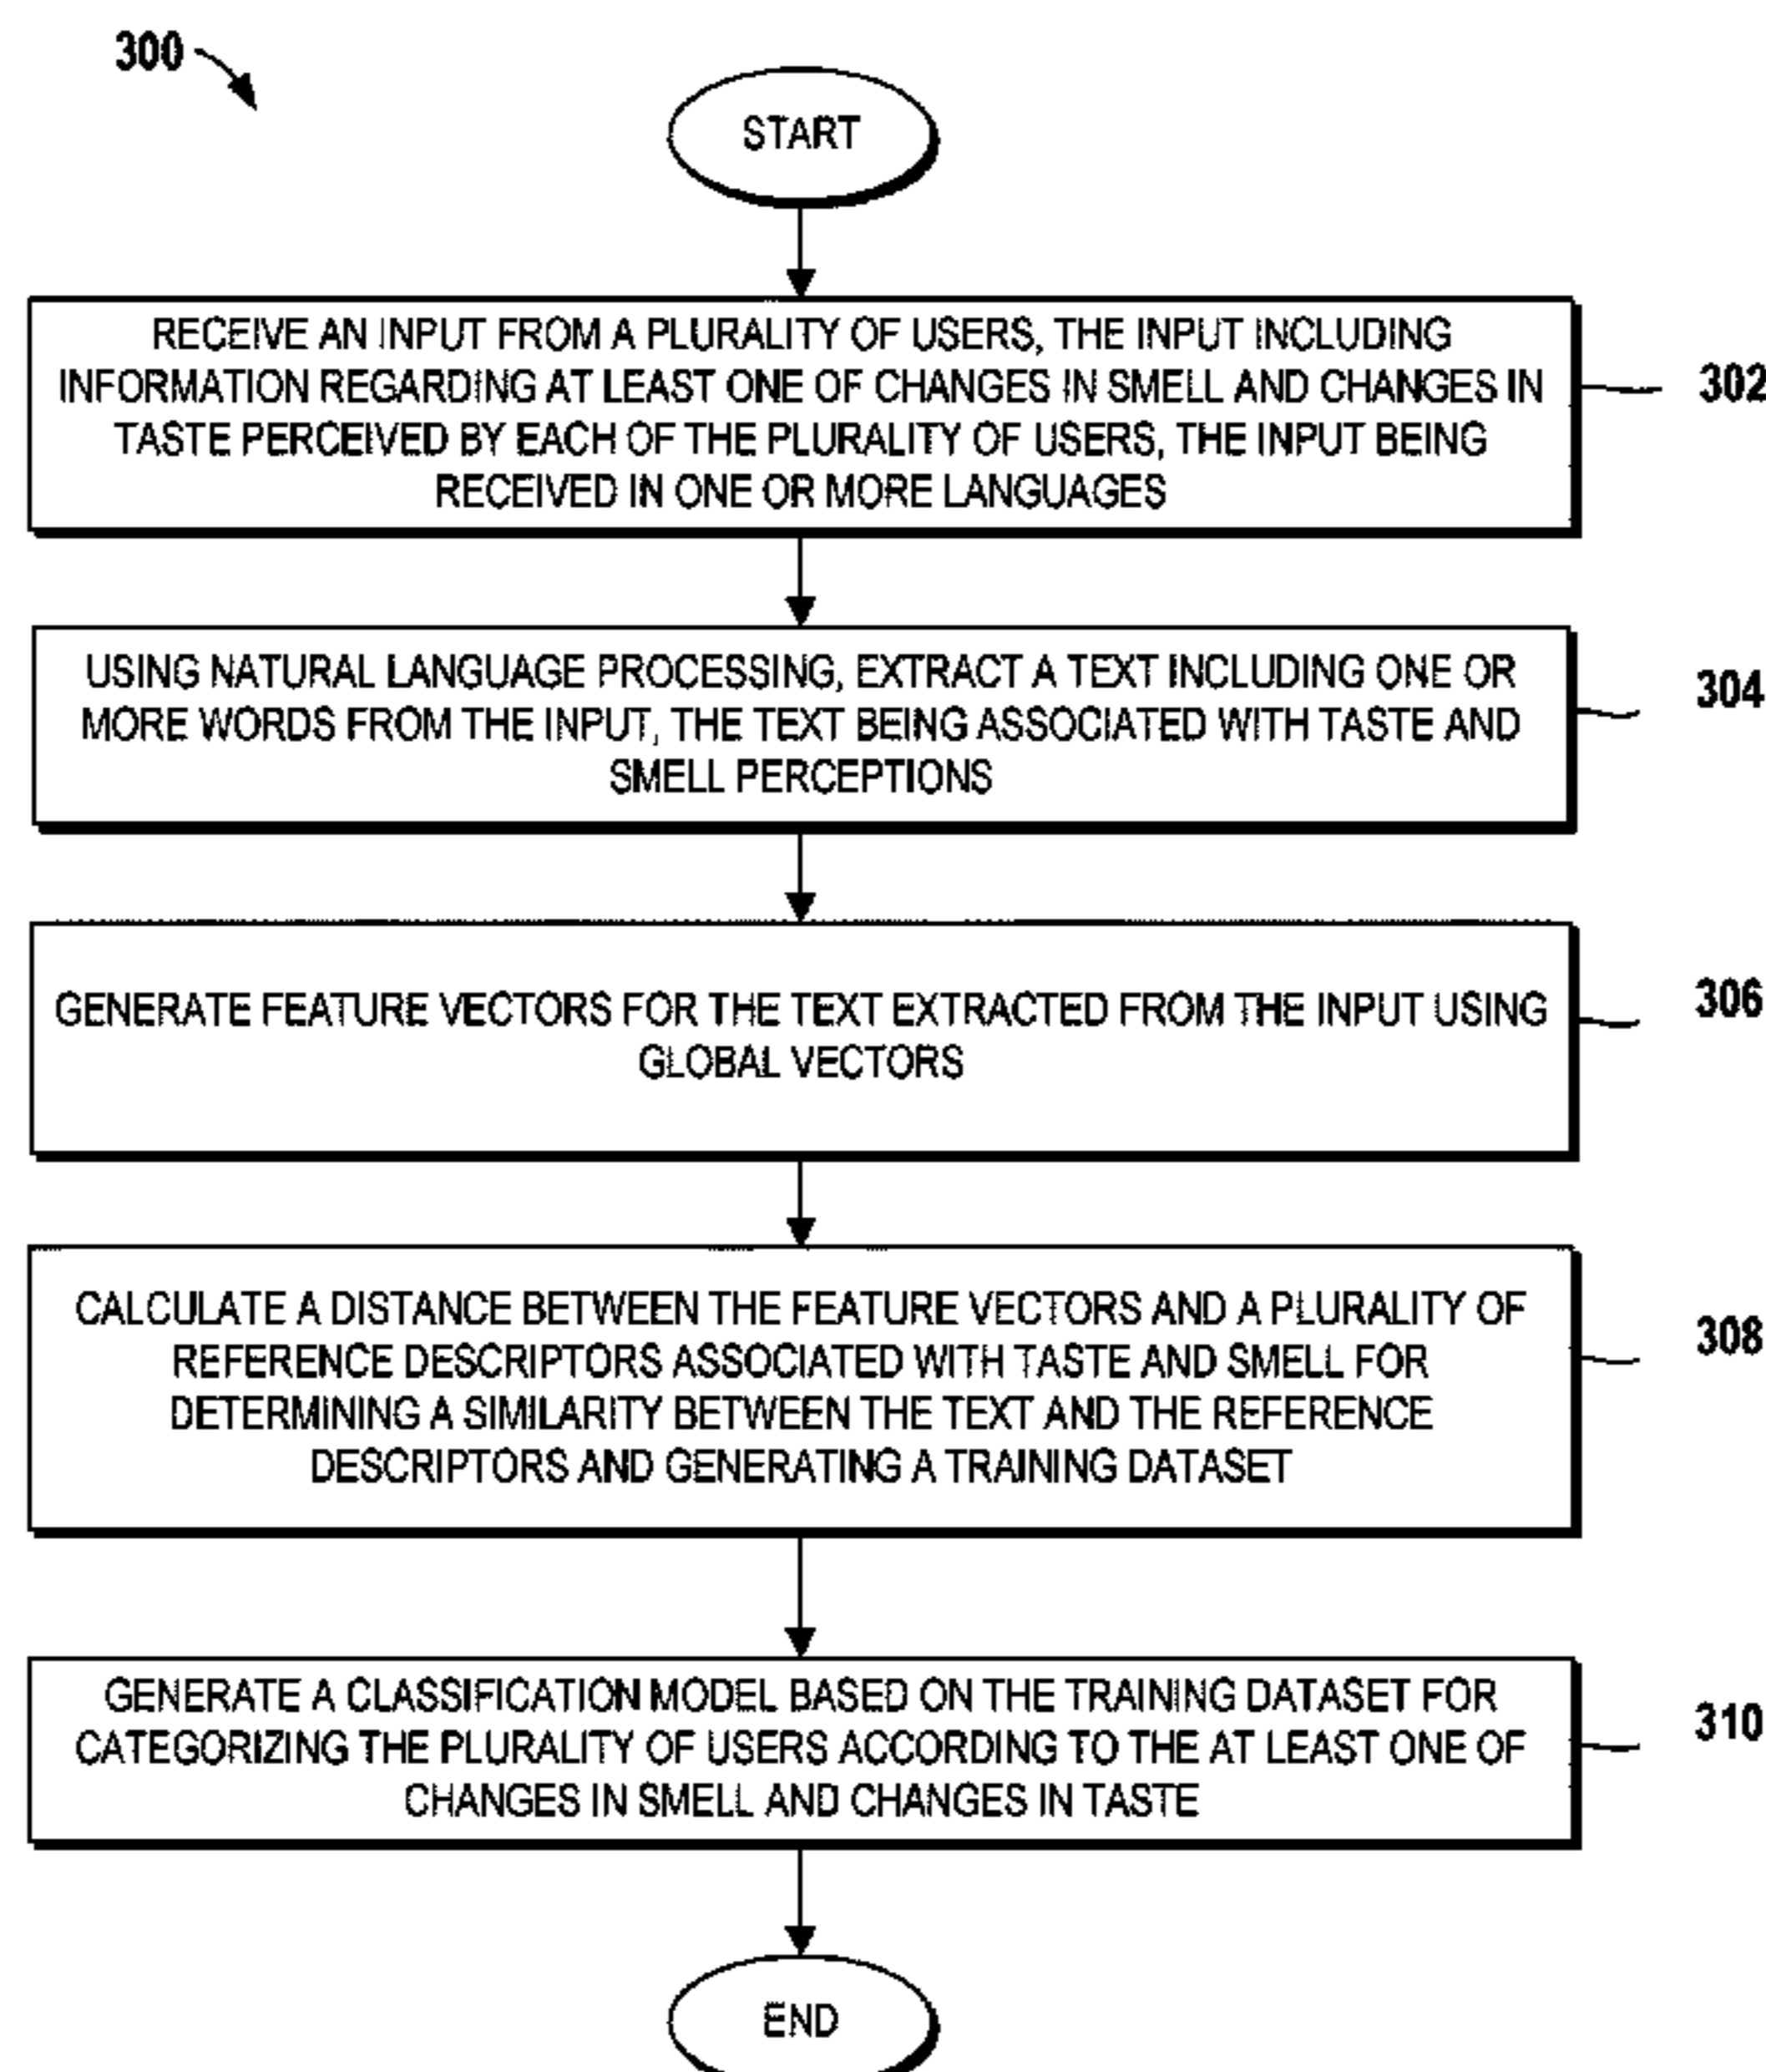 300
START
RECEIVE AN INPUT FROM A PLURALITY OF USERS, THE INPUT INCLUDING
INFORMATION REGARDING AT LEAST ONE OF CHANGES IN SMELL AND CHANGES IN
TASTE PERCEIVED BY EACH OF THE PLURALITY OF USERS, THE INPUT BEING
RECEIVED IN ONE OR MORE LANGUAGES
302
USING NATURAL LANGUAGE PROCESSING, EXTRACT A TEXT INCLUDING ONE OR
MORE WORDS FROM THE INPUT, THE TEXT BEING ASSOCIATED WITH TASTE AND
SMELL PERCEPTIONS
304
GENERATE FEATURE VECTORS FOR THE TEXT EXTRACTED FROM THE INPUT USING
GLOBAL VECTORS
306
CALCULATE A DISTANCE BETWEEN THE FEATURE VECTORS AND A PLURALITY OF
REFERENCE DESCRIPTORS ASSOCIATED WITH TASTE AND SMELL FOR
DETERMINING A SIMILARITY BETWEEN THE TEXT AND THE REFERENCE
DESCRIPTORS AND GENERATING A TRAINING DATASET
308
GENERATE A CLASSIFICATION MODEL BASED ON THE TRAINING DATASET FOR
CATEGORIZING THE PLURALITY OF USERS ACCORDING TO THE AT LEAST ONE OF
CHANGES IN SMELL AND CHANGES IN TASTE
310
END